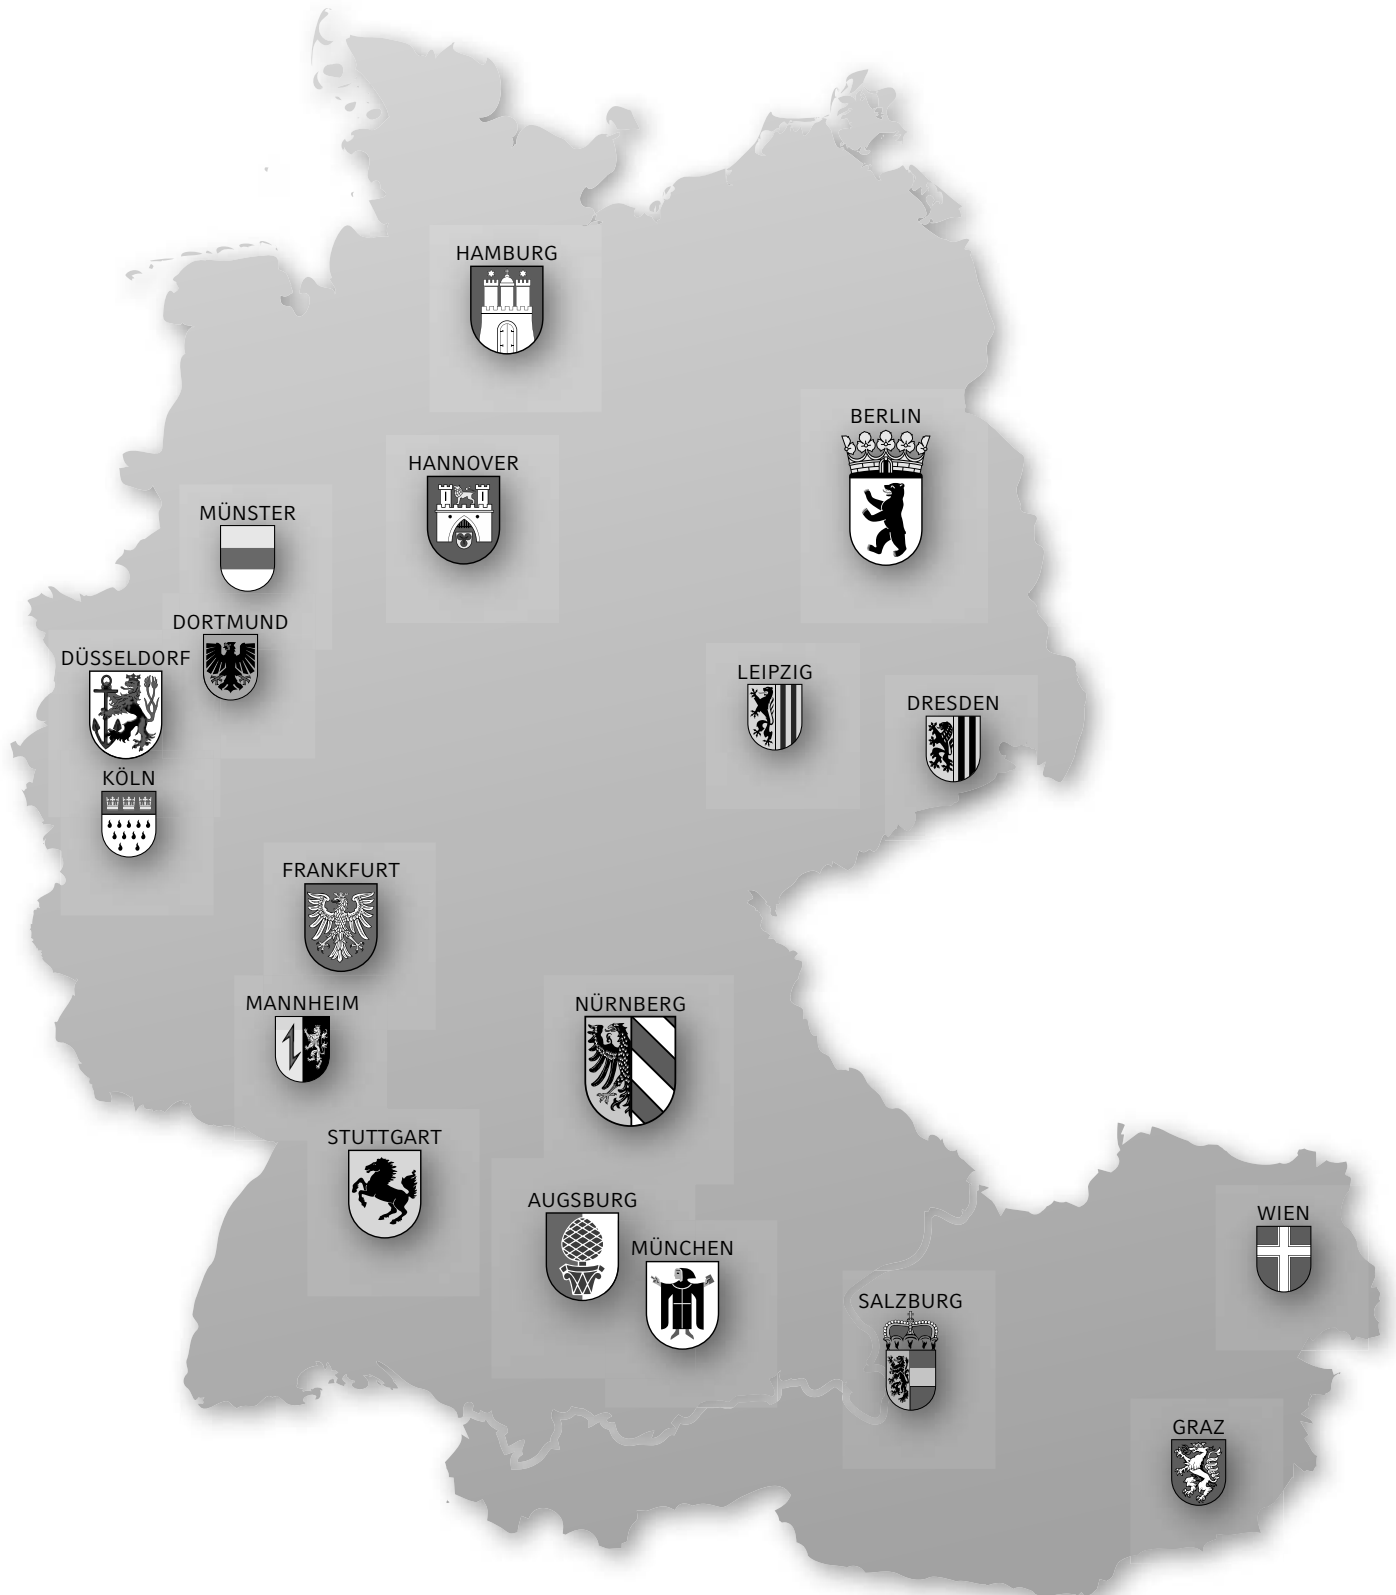 HAMBURG
BERLIN
HANNOVER
MÜNSTER
DORTMUND
DÜSSELDORF
LEIPZIG
DRESDEN
KÖLN
FRANKFURT
MANNHEIM
NÜRNBERG
STUTTGART
AUGSBURG
WIEN
MÜNCHEN
SALZBURG
GRAZ